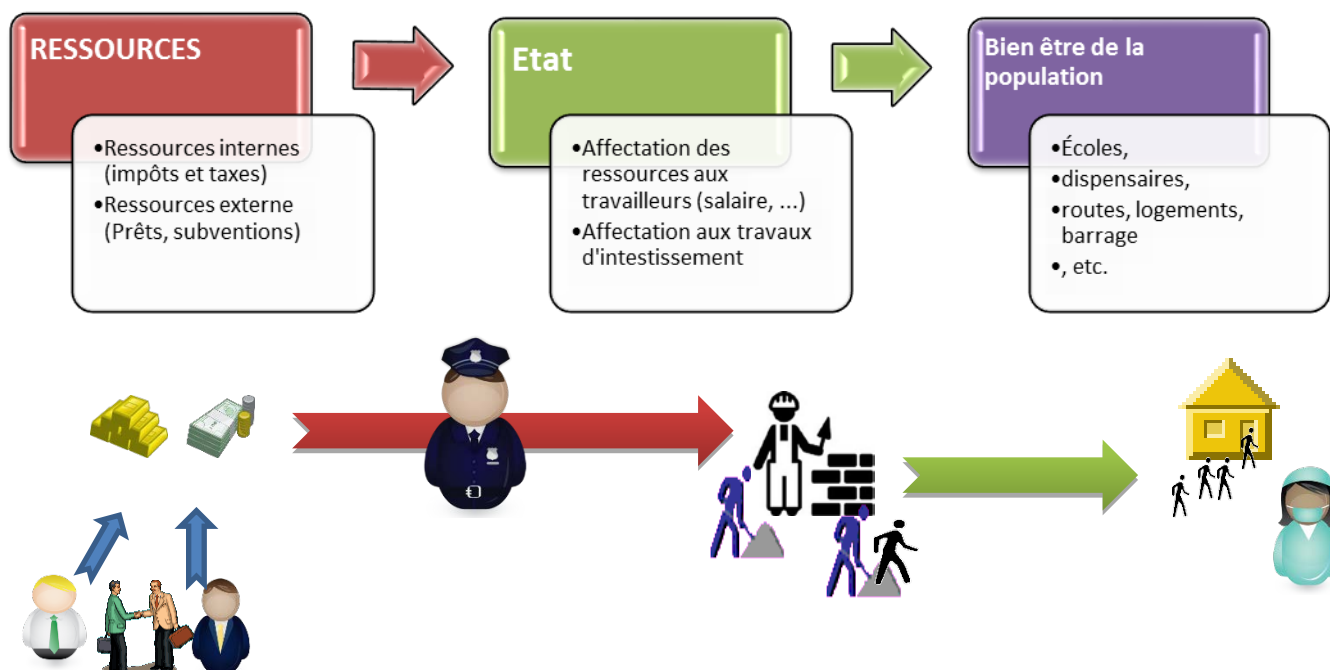 RESSOURCES
•Ressources internes
(impôts et taxes)
•Ressources externe
(Prêts, subventions)
Etat
•Affectation des
ressources aux
travailleurs (salaire, ...)
•Affectation aux travaux
d'intestissement
Bien être de la
population
•Écoles,
•dispensaires,
•routes, logements,
barrage
•, etc.